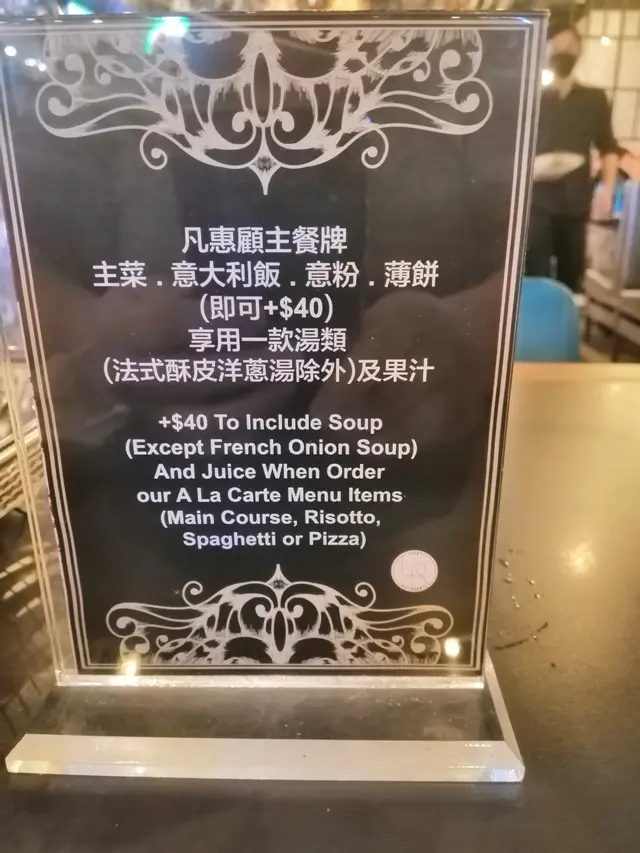 凡惠顧主餐牌
主菜 . 意大利飯 . 意粉 . 薄餅
(即可+$40)
享用一款湯類
(法式酥皮洋蔥湯除外)及果汁
+$40 To Include Soup
(Except French Onion Soup)
And Juice When Order
our A La Carte Menu Items
(Main Course, Risotto,
Spaghetti or Pizza)